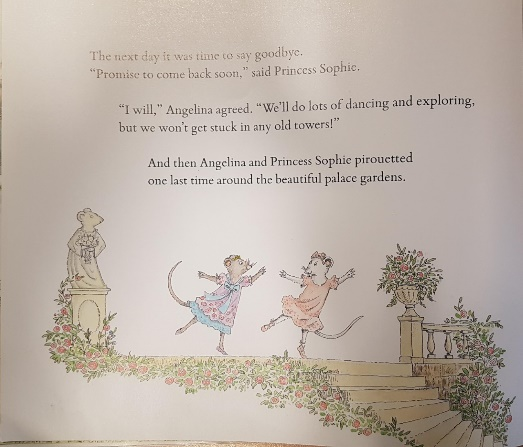 The next day it was time to say goodbye.
“Promise to come back soon,” said Princess Sophie.
“I will,” Angelina agreed. “We’ll do lots of dancing and exploring,
but we won’t get stuck in any old towers!”
And then Angelina and Princess Sophie pirouetted
one last time around the beautiful palace gardens.